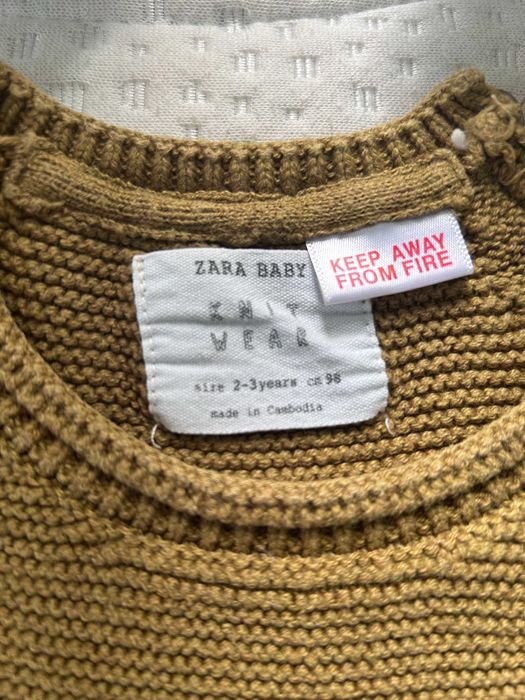 ZARA BABY
KEEP AWAY
FROM FIRE
KNIT
WEAR
size 2-3years cm 98
made in Cambodia